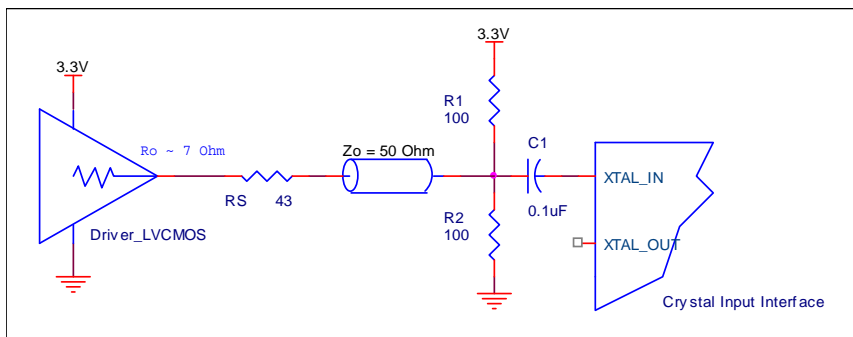 3.3V
3.3V
R1
100
C1
Ro ~ 7 Ohm
Zo = 50 Ohm
XTAL_IN
RS 43
0.1uF
R2
100
XTAL_OUT
Driver_LVCMOS
Crystal Input Interface